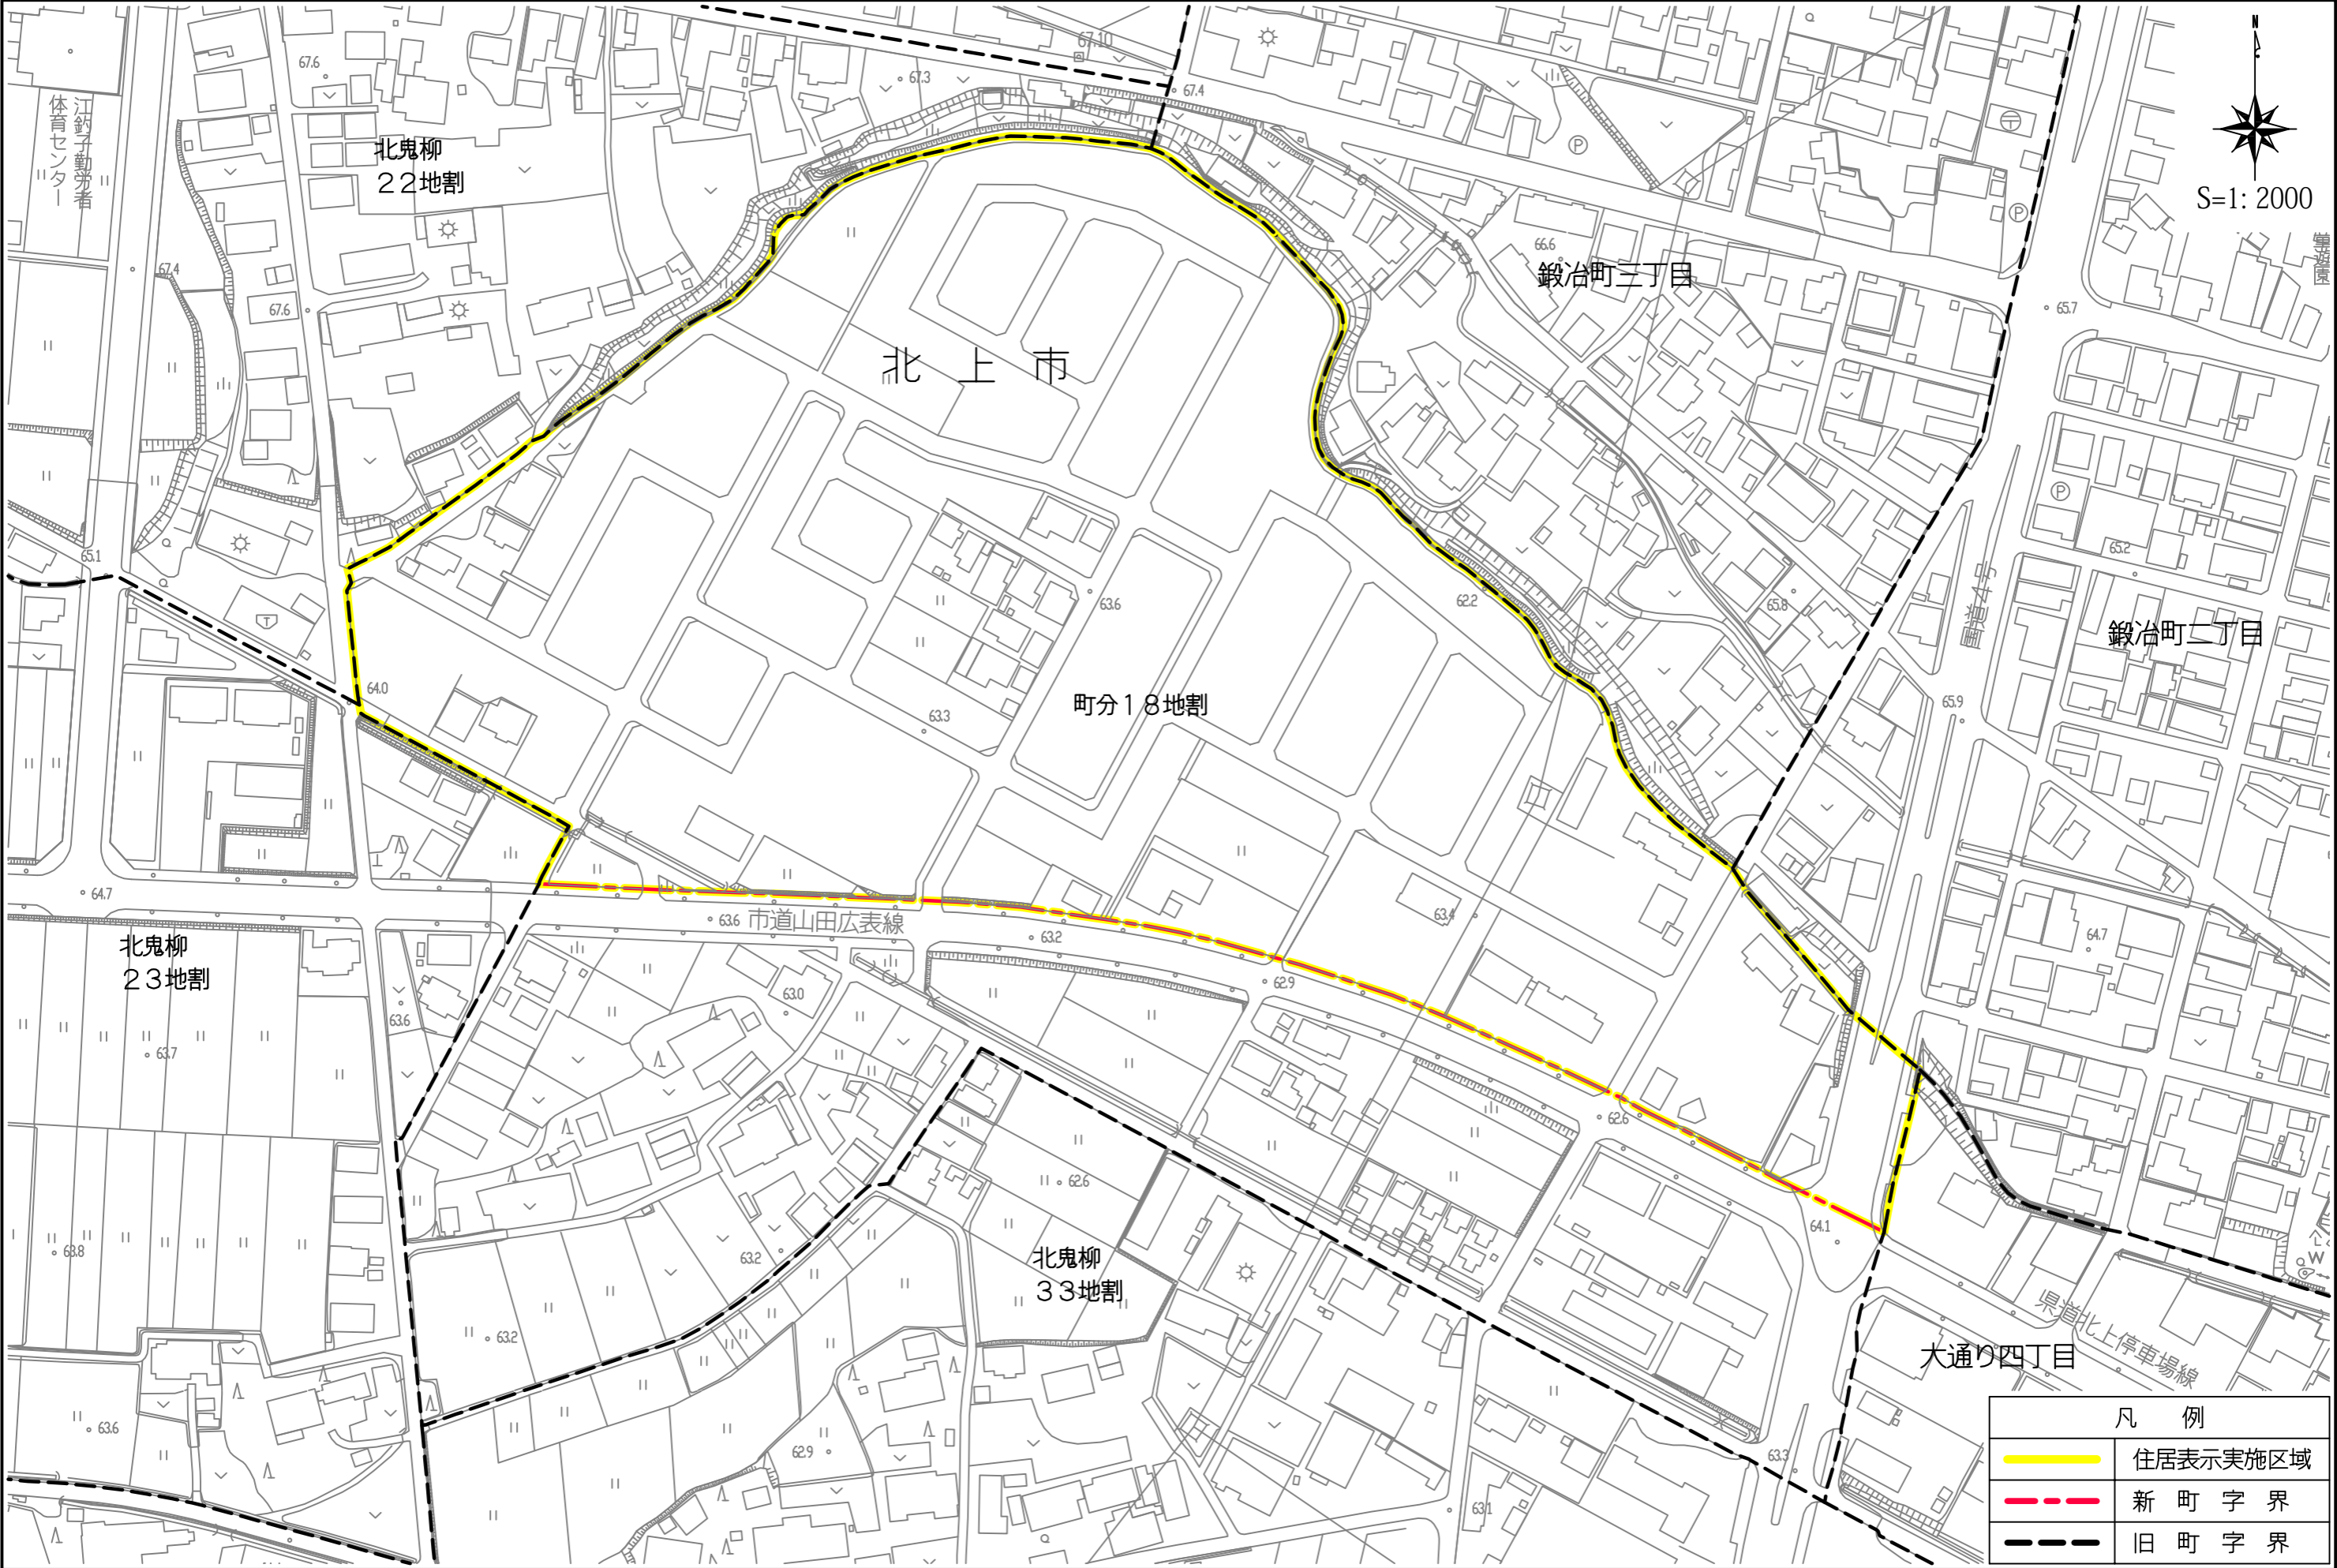 67.10
67.6
67.3
67.4
N
S=1: 2000
江釣子勤労者
体育センター
北鬼柳
２２地割
67.4
66.6
鍛冶町三丁目
67.6
65.7
北 上 市
65.1
65.2
国道4号
63.6
62.2
65.8
鍛冶町二丁目
64.0
63.3
町分１８地割
65.9
64.7
63.6
市道山田広表線
63.2
63.4
64.7
北鬼柳
２３地割
62.9
63.0
63.6
63.7
62.6
62.6
64.1
63.8
63.2
北鬼柳
３３地割
63.2
県道北上停車場線
大通り四丁目
63.6
62.9
63.3
63.1
凡 例
住居表示実施区域
新 町 字 界
旧 町 字 界